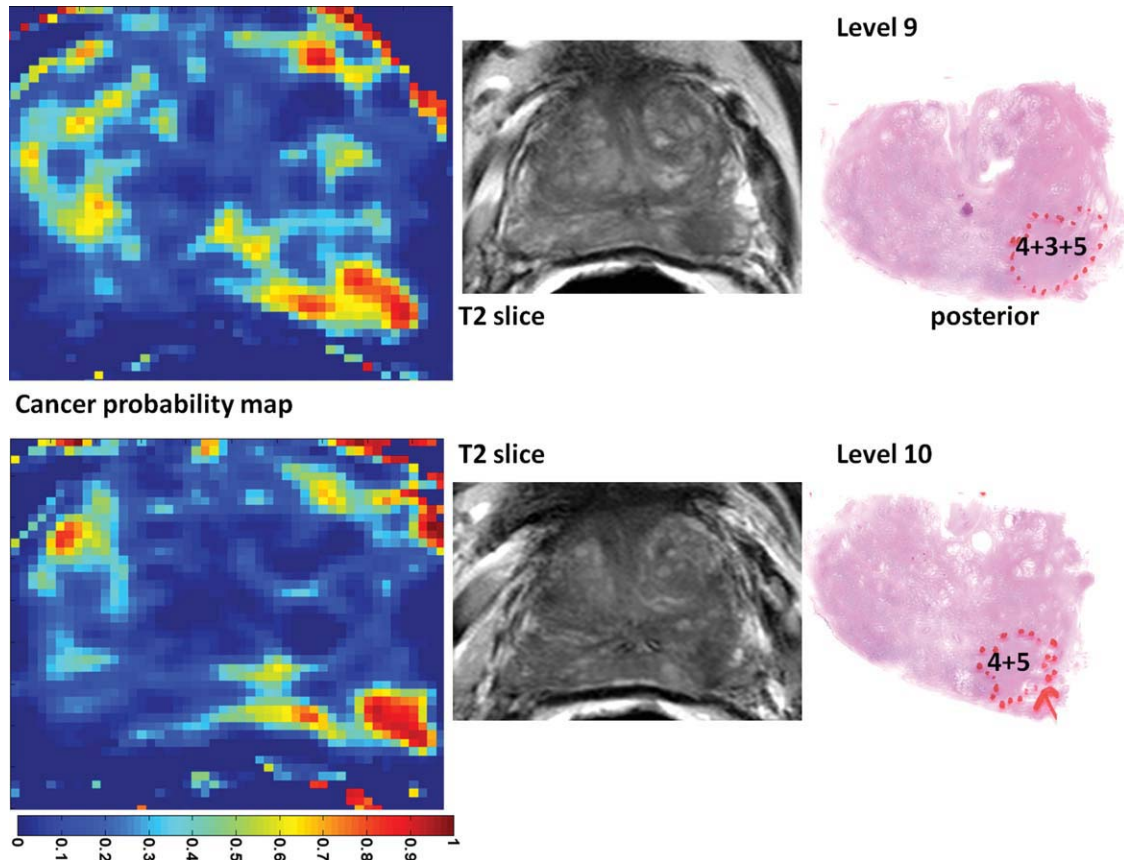 Level 9
4+3+5
T2 slice
posterior
Cancer probability map
T2 slice
Level 10
4+5
0 0.1 0.2 0.3 0.4 0.5 0.6 0.7 0.8 0.9 1